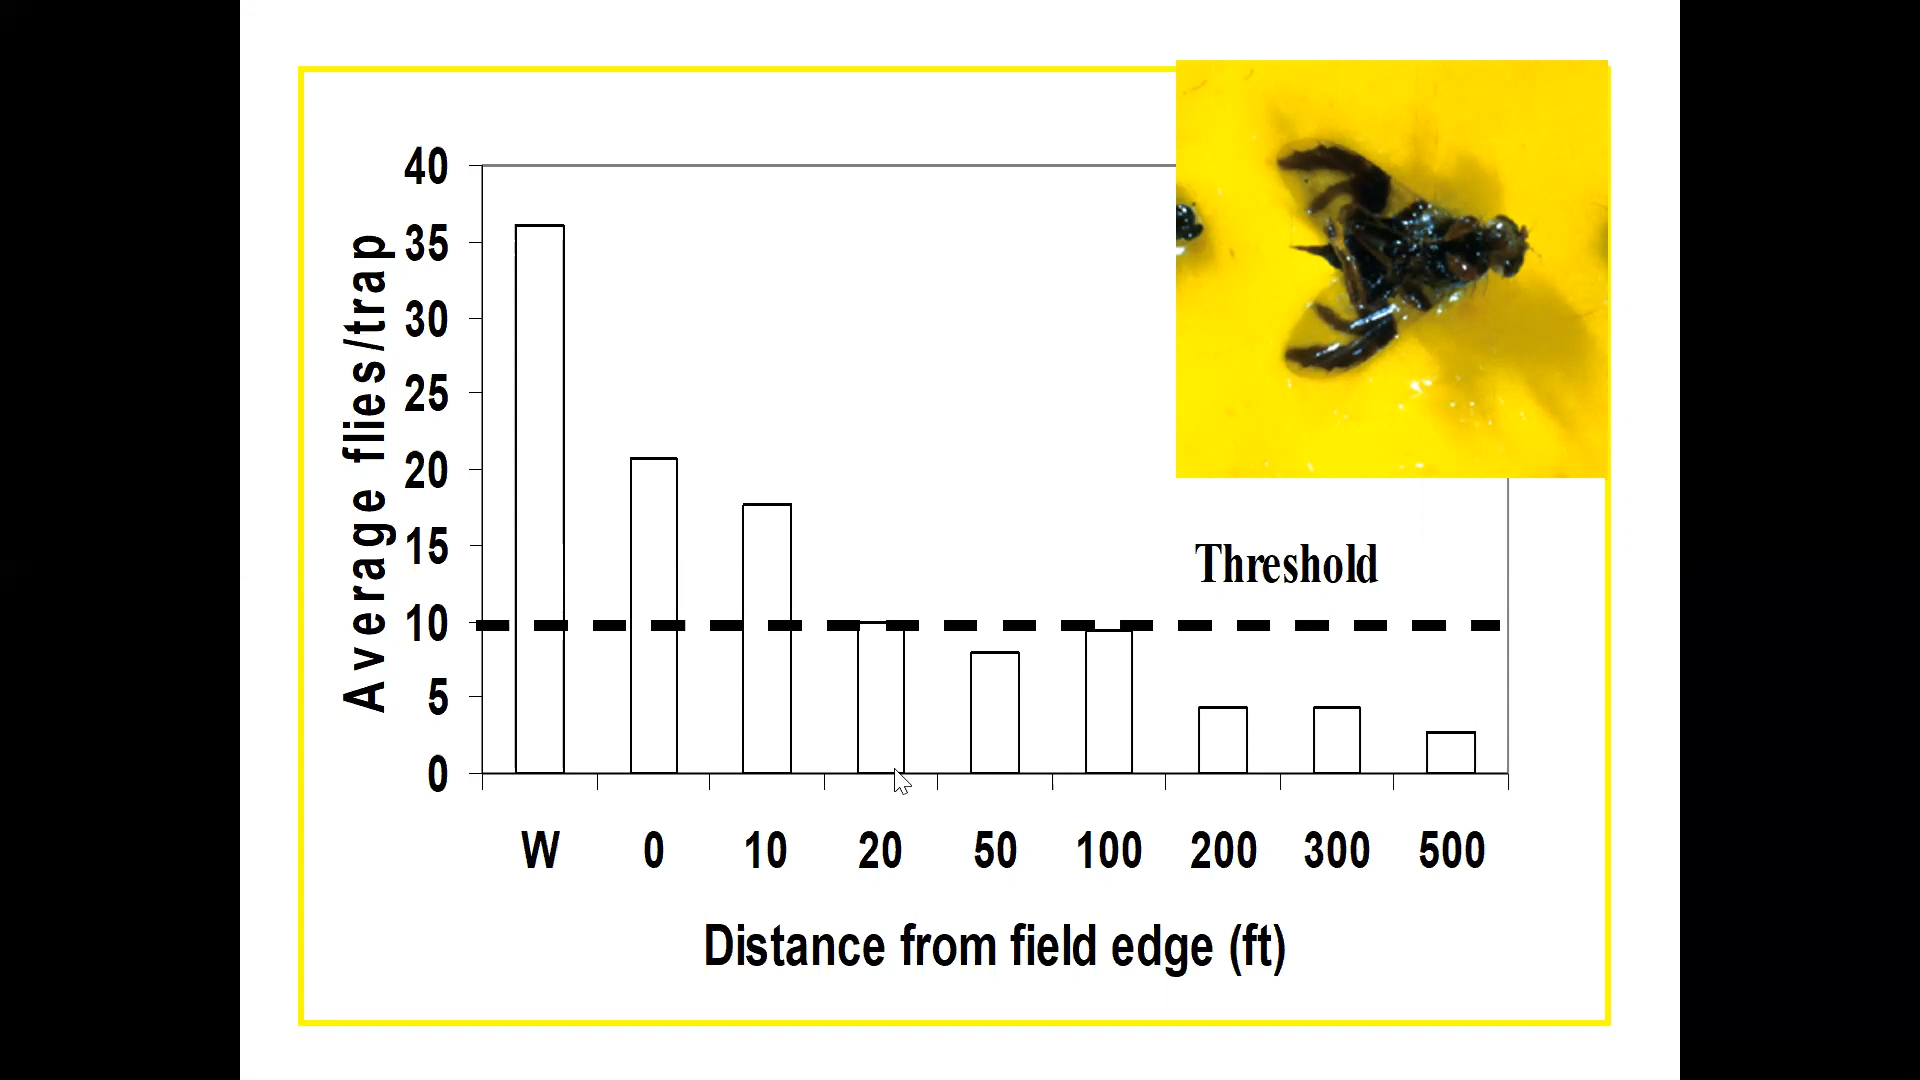 40
35
30
25
20
15
10
5
0
Average flies/trap
Threshold
W 0 10 20 50 100 200 300 500
Distance from field edge (ft)